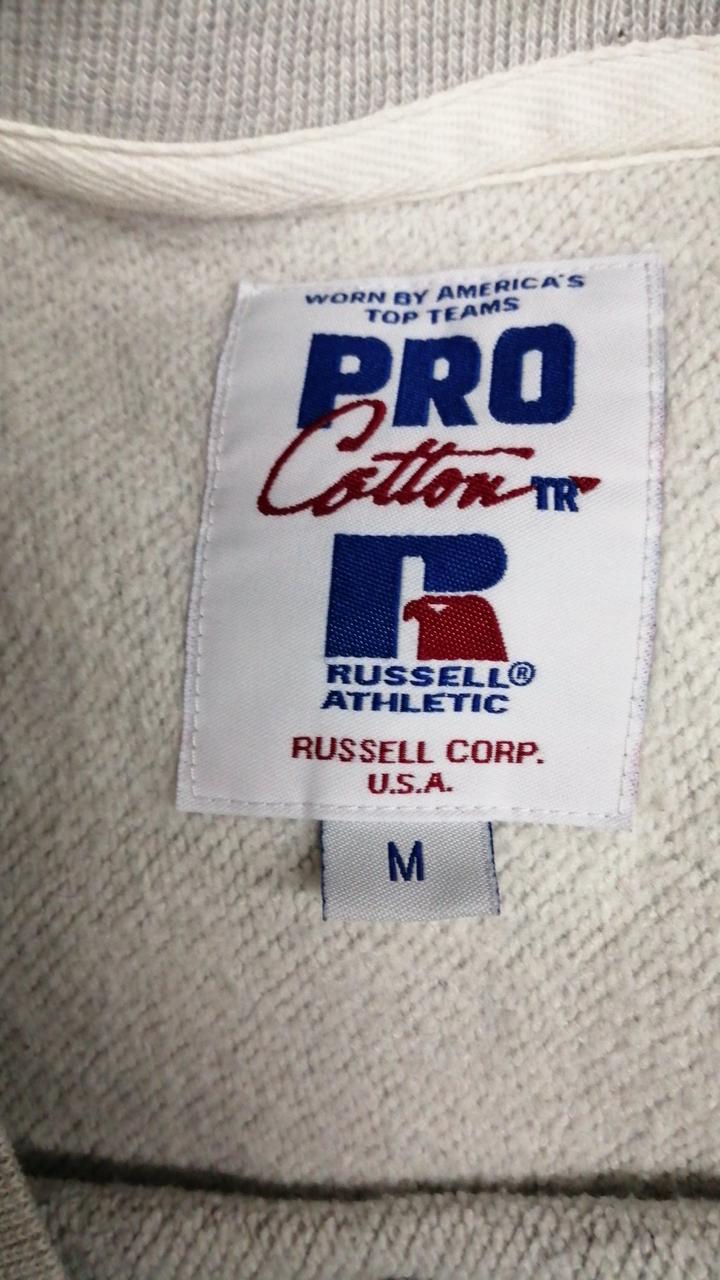 WORN BY AMERICA'S
TOP TEAMS
PRO
Cotton TR
R
RUSSELL®
ATHLETIC
RUSSELL CORP.
U.S.A.
M